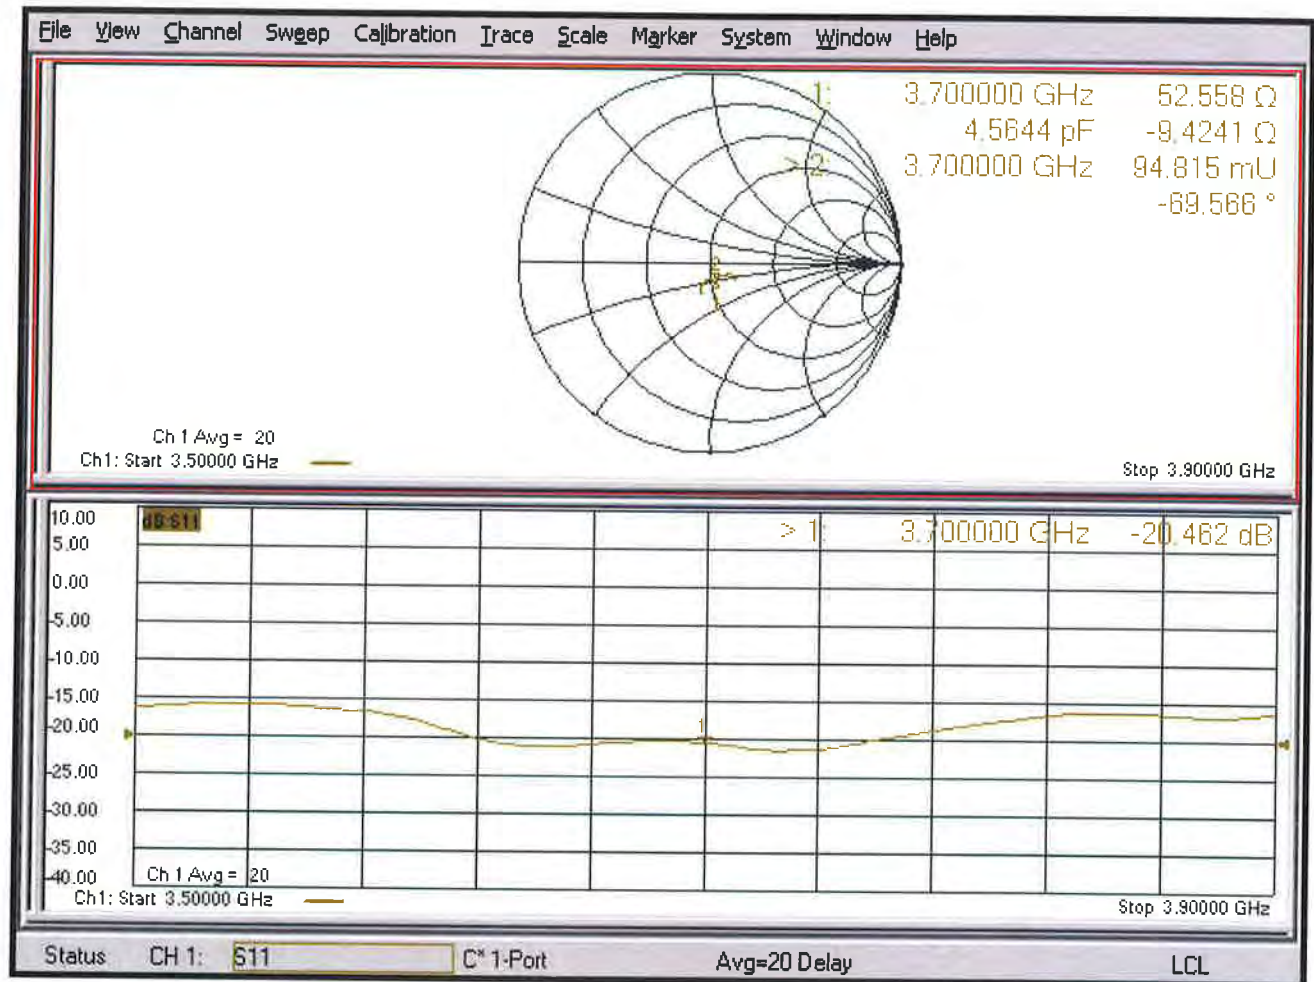 File View Channel Sweep Calibration Trace Scale Marker System Window Help
1: 3.700000 GHz 52.558 Ω
4.5644 pF -9.4241 Ω
> 2: 3.700000 GHz 94.815 mU
-69.566 °
Ch 1 Avg = 20
Ch1: Start 3.50000 GHz
Stop 3.90000 GHz
10.00
dB S11
> 1: 3.700000 GHz -20.462 dB
5.00
0.00
-5.00
-10.00
-15.00
-20.00
1
-25.00
-30.00
-35.00
-40.00
Ch 1 Avg = 20
Ch1: Start 3.50000 GHz
Stop 3.90000 GHz
Status CH 1: S11 C* 1-Port Avg=20 Delay LCL